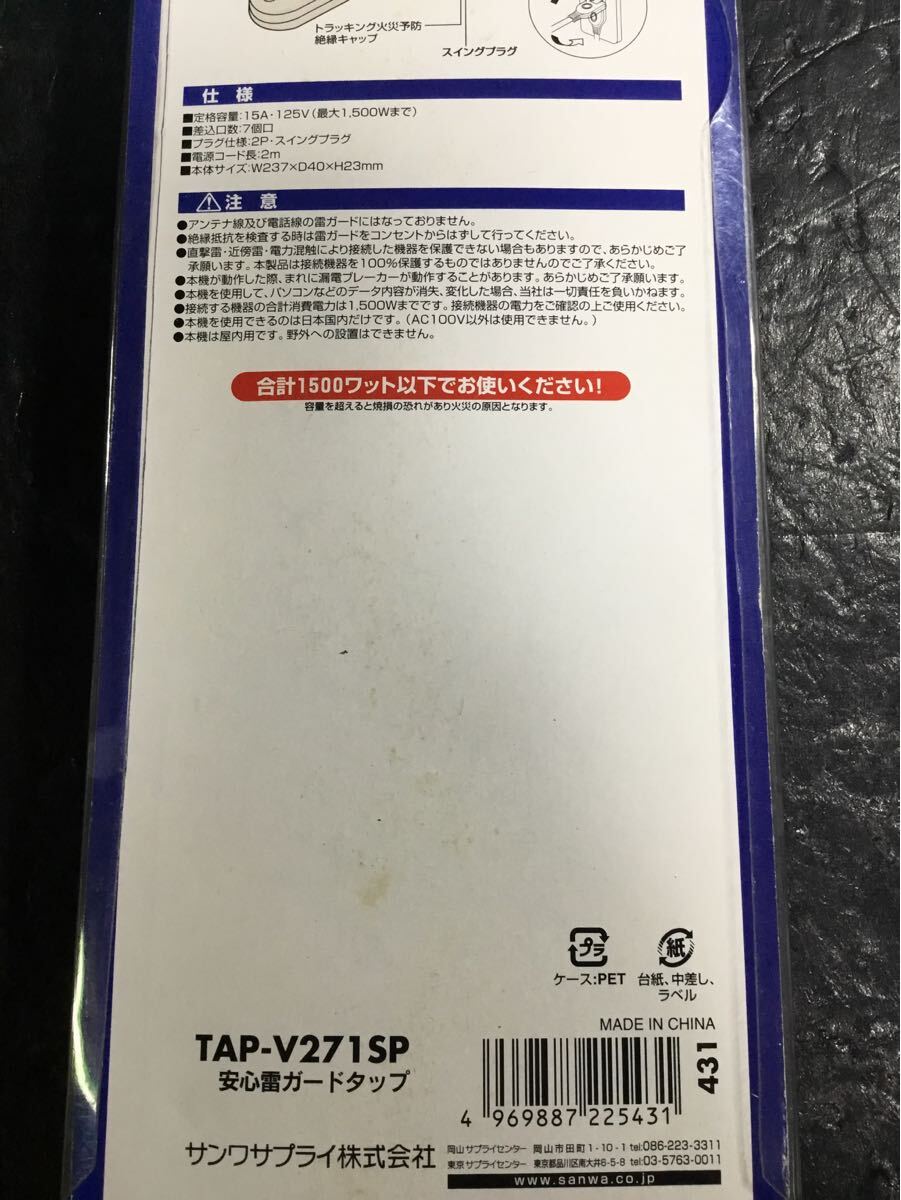 トラッキング火災予防
絶縁キャップ
スイングプラグ
仕様
■定格容量:15A・125V(最大1,500Wまで)
■差込口数:7個口
■プラグ仕様:2P・スイングプラグ
■電源コード長:2m
■本体サイズ:W237×D40×H23mm
注意
●アンテナ線及び電話線の雷ガードにはなっておりません。
●絶縁抵抗を検査する時は雷ガードをコンセントからはずして行ってください。
●直撃雷・近傍雷・電力混触により接続した機器を保護できない場合もありますので、あらかじめご了
承願います。本製品は接続機器を100%保護するものではありませんのでご了承ください。
●本機が動作した際、まれに漏電ブレーカーが動作することがあります。あらかじめご了承願います。
●本機を使用して、パソコンなどのデータ内容が消失、変化した場合、当社は一切責任を負いかねます。
●接続する機器の合計消費電力は1,500Wまでです。接続機器の電力をご確認の上ご使用ください。
●本機を使用できるのは日本国内だけです。(AC100V以外は使用できません。)
●本機は屋内用です。野外への設置はできません。
合計1500ワット以下でお使いください!
容量を超えると焼損の恐れがあり火災の原因となります。
プラ
紙
ケース:PET
台紙、中差し、
ラベル
MADE IN CHINA
TAP-V271SP
安心雷ガードタップ
431
4 969887 225431
サンワサプライ株式会社
岡山サプライセンター 岡山市田町1-10-1 tel.086-223-3311
東京サプライセンター 東京都品川区南大井6-5-8 tel.03-5763-0011
www.sanwa.co.jp